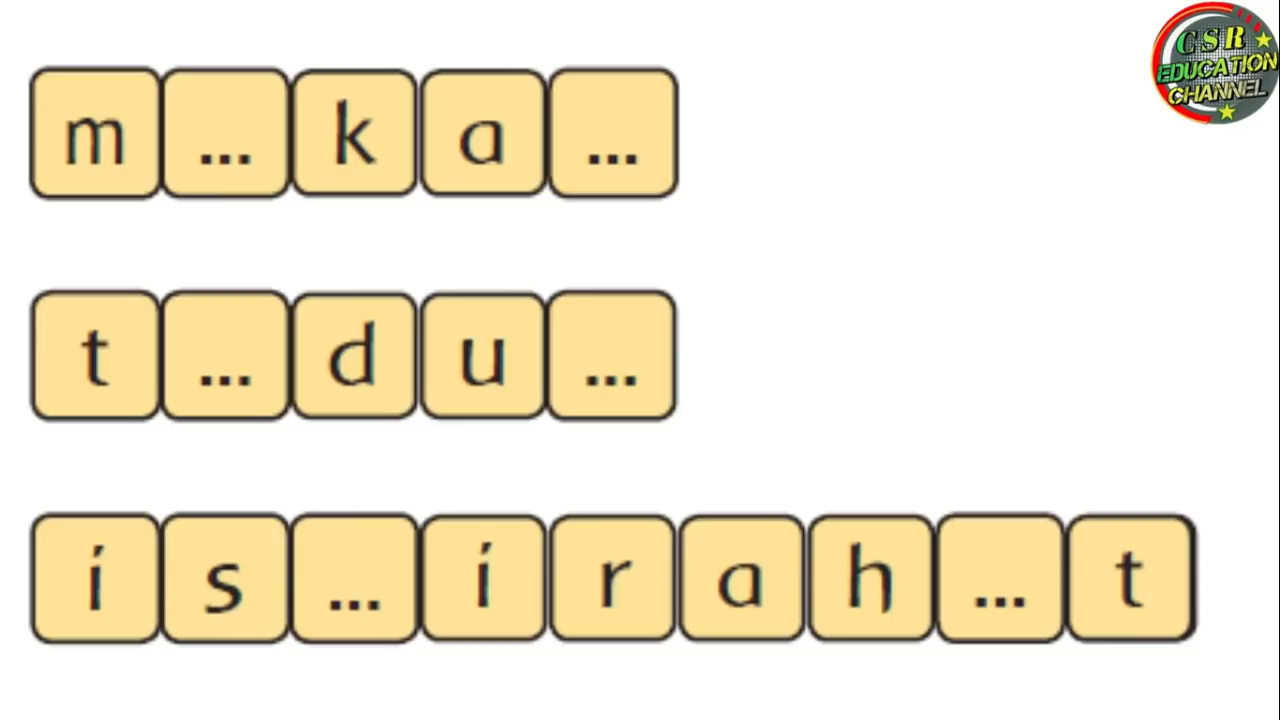 CSR
EDUCATION
CHANNEL
m ... k a ...
t ... d u ...
i s ... i r a h ... t